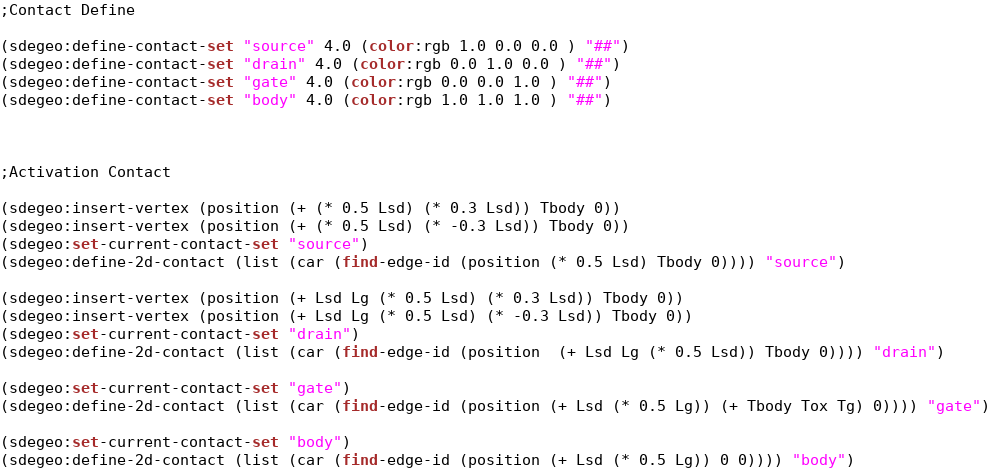 ;Contact Define
(sdegeo:define-contact-set "source" 4.0 (color:rgb 1.0 0.0 0.0 ) "##")
(sdegeo:define-contact-set "drain" 4.0 (color:rgb 0.0 1.0 0.0 ) "##")
(sdegeo:define-contact-set "gate" 4.0 (color:rgb 0.0 0.0 1.0 ) "##")
(sdegeo:define-contact-set "body" 4.0 (color:rgb 1.0 1.0 1.0 ) "##")
;Activation Contact
(sdegeo:insert-vertex (position (+ (* 0.5 Lsd) (* 0.3 Lsd)) Tbody 0))
(sdegeo:insert-vertex (position (+ (* 0.5 Lsd) (* -0.3 Lsd)) Tbody 0))
(sdegeo:set-current-contact-set "source")
(sdegeo:define-2d-contact (list (car (find-edge-id (position (* 0.5 Lsd) Tbody 0)))) "source")
(sdegeo:insert-vertex (position (+ Lsd Lg (* 0.5 Lsd) (* 0.3 Lsd)) Tbody 0))
(sdegeo:insert-vertex (position (+ Lsd Lg (* 0.5 Lsd) (* -0.3 Lsd)) Tbody 0))
(sdegeo:set-current-contact-set "drain")
(sdegeo:define-2d-contact (list (car (find-edge-id (position  (+ Lsd Lg (* 0.5 Lsd)) Tbody 0)))) "drain")
(sdegeo:set-current-contact-set "gate")
(sdegeo:define-2d-contact (list (car (find-edge-id (position (+ Lsd (* 0.5 Lg)) (+ Tbody Tox Tg) 0)))) "gate")
(sdegeo:set-current-contact-set "body")
(sdegeo:define-2d-contact (list (car (find-edge-id (position (+ Lsd (* 0.5 Lg)) 0 0)))) "body")